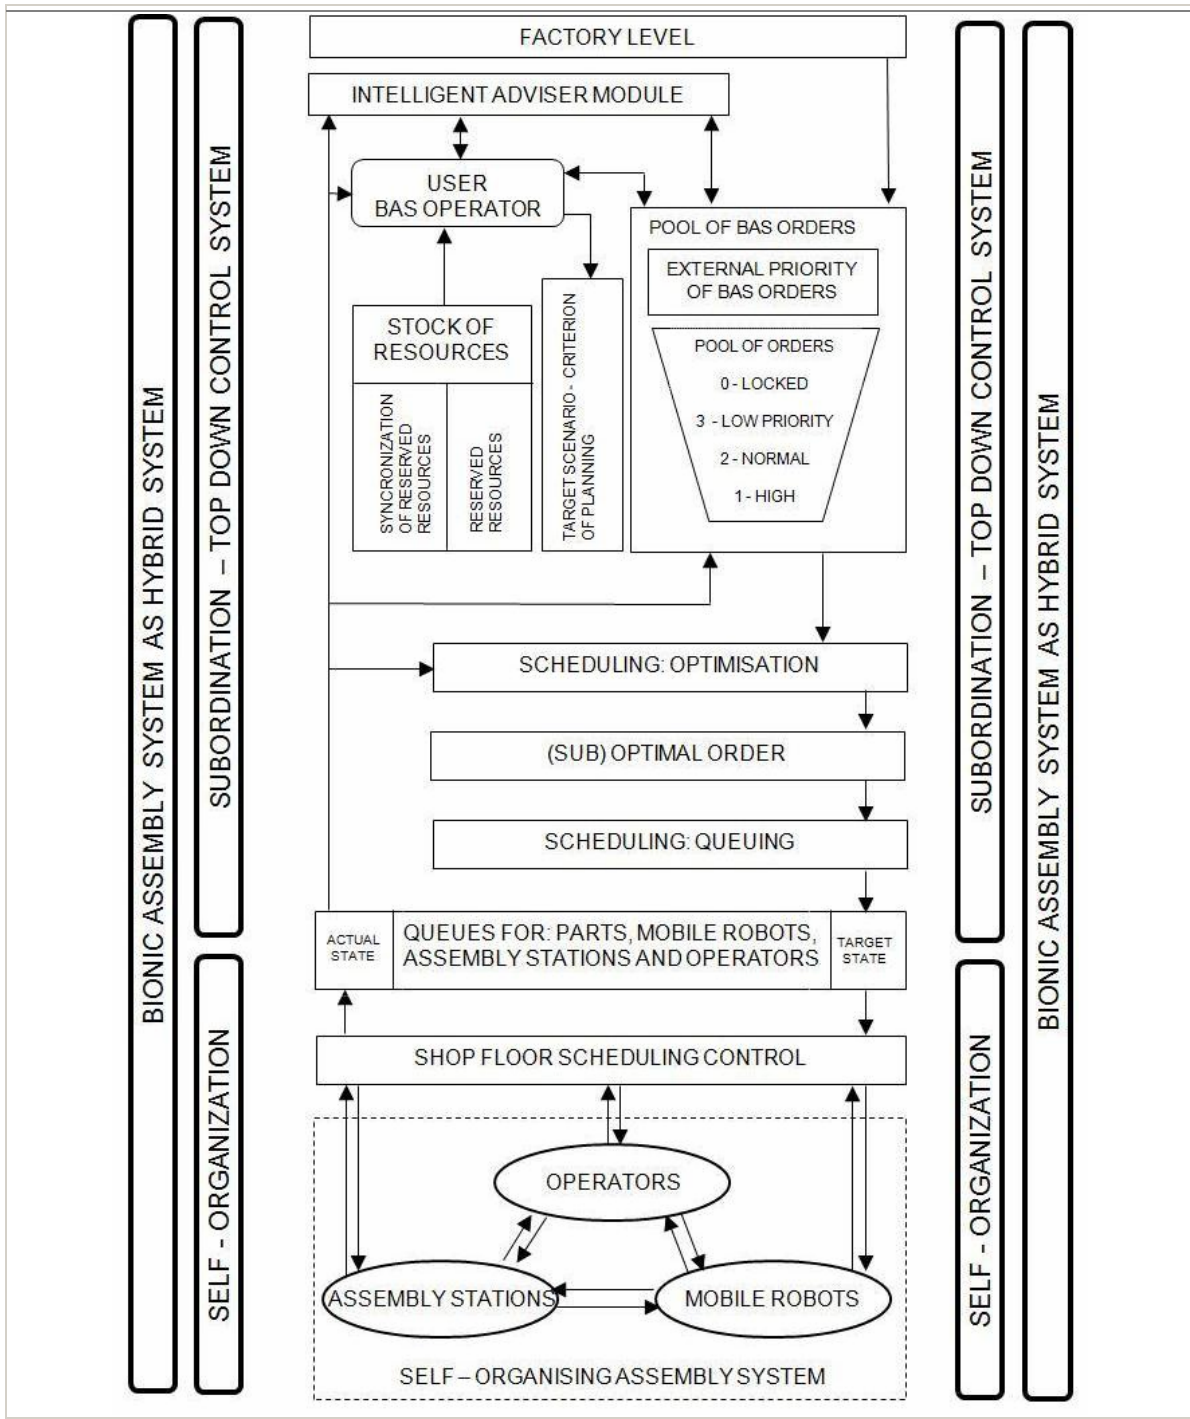 BIONIC ASSEMBLY SYSTEM AS HYBRID SYSTEM
SUBORDINATION – TOP DOWN CONTROL SYSTEM
SELF - ORGANIZATION
FACTORY LEVEL
INTELLIGENT ADVISER MODULE
USER
BAS OPERATOR
STOCK OF
RESOURCES
SYNCRONIZATION
OF RESERVED
RESOURCES
RESERVED
RESOURCES
TARGET SCENARIO - CRITERION
OF PLANNING
POOL OF BAS ORDERS
EXTERNAL PRIORITY
OF BAS ORDERS
POOL OF ORDERS
0 - LOCKED
3 - LOW PRIORITY
2 - NORMAL
1 - HIGH
SCHEDULING: OPTIMISATION
(SUB) OPTIMAL ORDER
SCHEDULING: QUEUING
ACTUAL
STATE
QUEUES FOR: PARTS, MOBILE ROBOTS,
ASSEMBLY STATIONS AND OPERATORS
TARGET
STATE
SHOP FLOOR SCHEDULING CONTROL
OPERATORS
ASSEMBLY STATIONS
MOBILE ROBOTS
SELF – ORGANISING ASSEMBLY SYSTEM
SUBORDINATION – TOP DOWN CONTROL SYSTEM
SELF - ORGANIZATION
BIONIC ASSEMBLY SYSTEM AS HYBRID SYSTEM